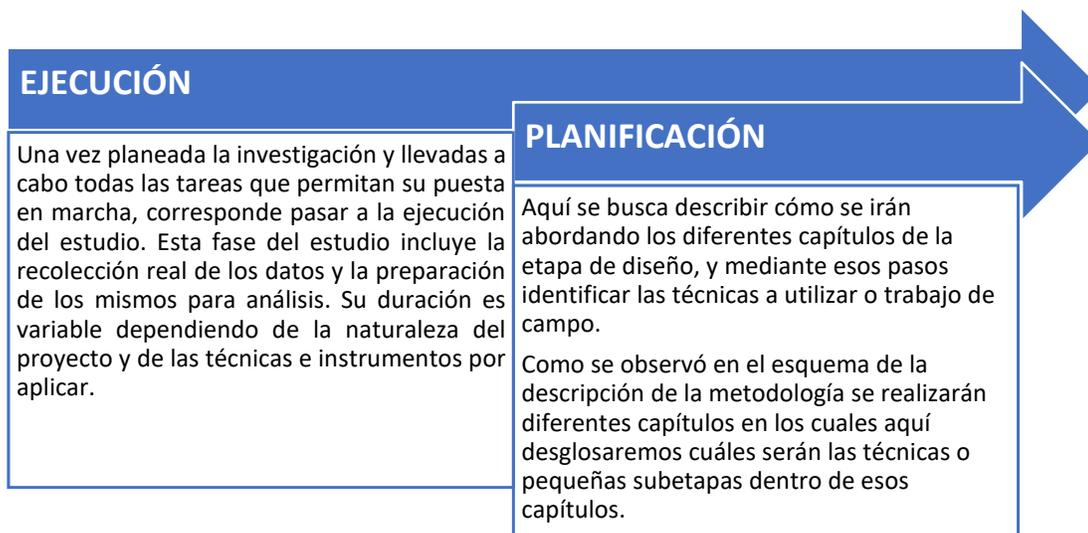 EJECUCIÓN
Una vez planeada la investigación y llevadas a
cabo todas las tareas que permitan su puesta
en marcha, corresponde pasar a la ejecución
del estudio. Esta fase del estudio incluye la
recolección real de los datos y la preparación
de los mismos para análisis. Su duración es
variable dependiendo de la naturaleza del
proyecto y de las técnicas e instrumentos por
aplicar.
PLANIFICACIÓN
Aquí se busca describir cómo se irán
abordando los diferentes capítulos de la
etapa de diseño, y mediante esos pasos
identificar las técnicas a utilizar o trabajo de
campo.
Como se observó en el esquema de la
descripción de la metodología se realizarán
diferentes capítulos en los cuales aquí
desglosaremos cuáles serán las técnicas o
pequeñas subetapas dentro de esos
capítulos.